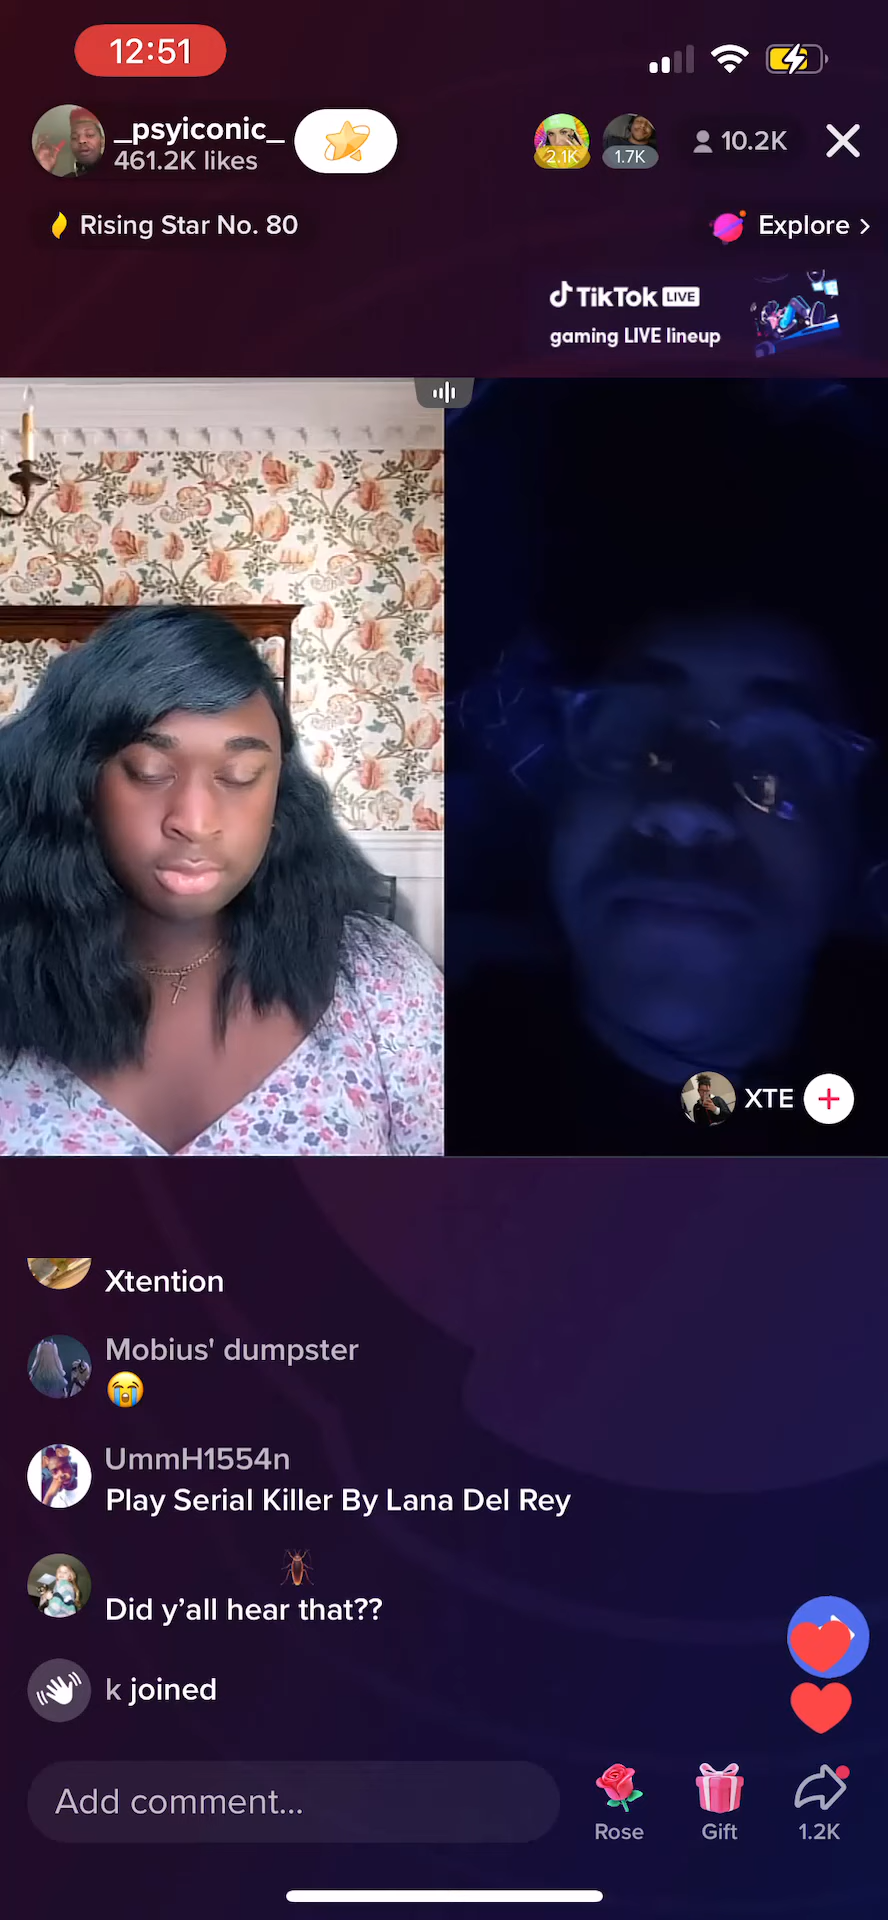 12:51
_psyiconic_
461.2K likes
2.1K
1.7K
10.2K
Rising Star No. 80
Explore >
TikTok LIVE
gaming LIVE lineup
XTE
Xtention
Mobius' dumpster
😭
UmmH1554n
Play Serial Killer By Lana Del Rey
🪳
Did y’all hear that??
k joined
Add comment...
Rose
Gift
1.2K